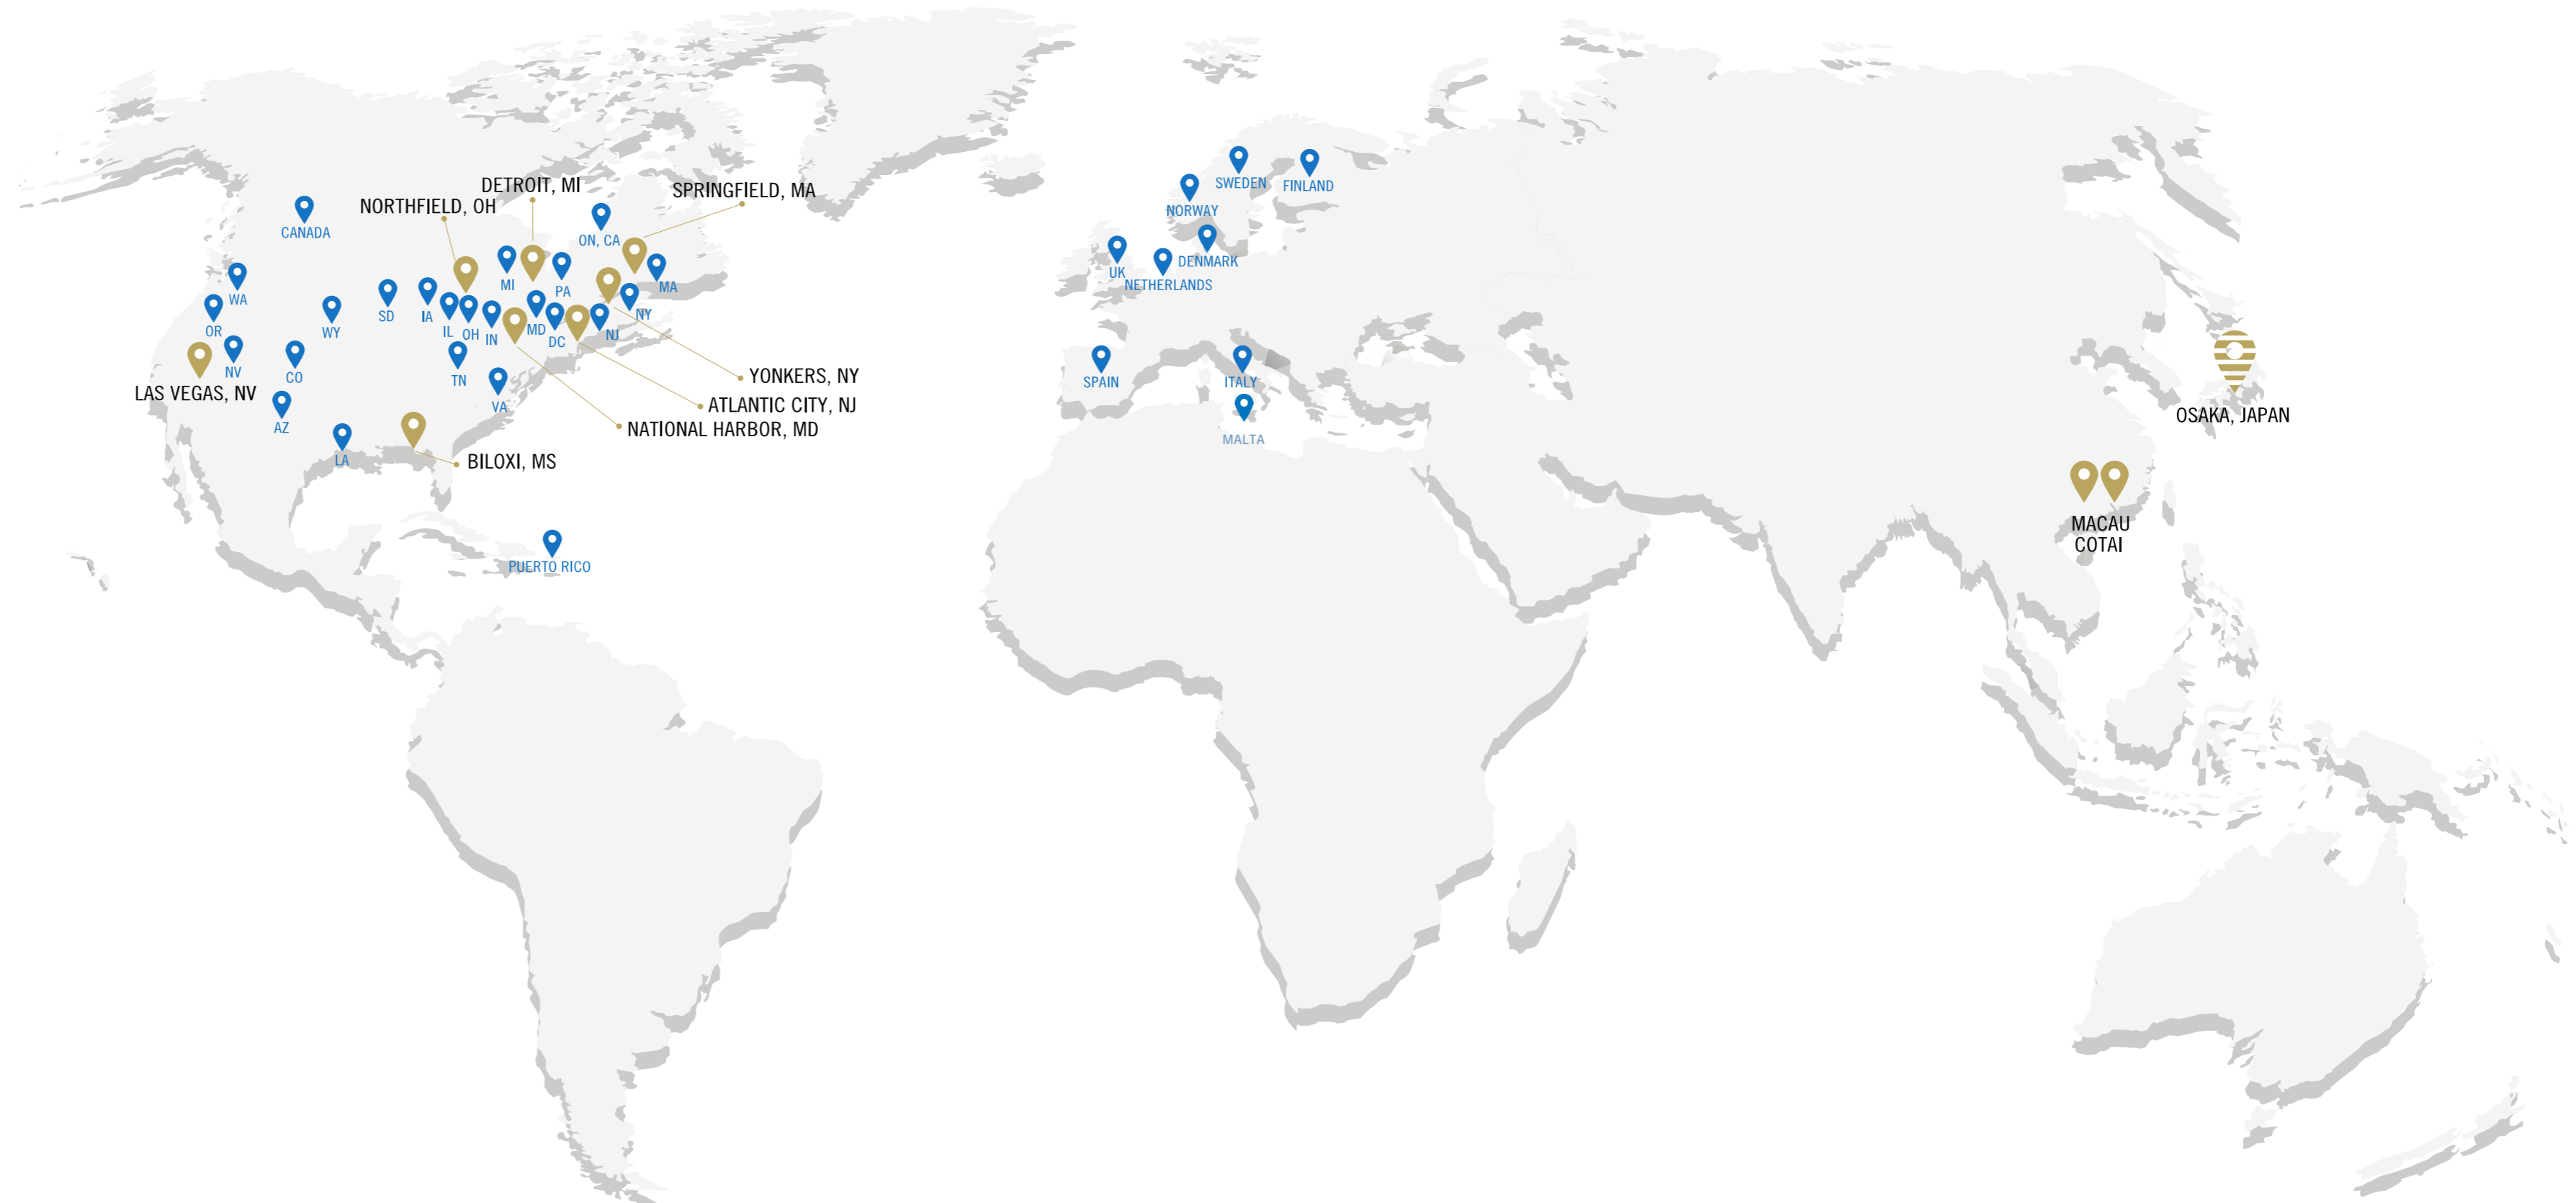 DETROIT, MI
SPRINGFIELD, MA
NORTHFIELD, OH
CANADA
ON, CA
WA
MI
PA
MA
OR
WY
SD
IA
IL
OH
IN
MD
DC
NJ
NY
NV
CO
TN
LAS VEGAS, NV
AZ
VA
LA
YONKERS, NY
ATLANTIC CITY, NJ
NATIONAL HARBOR, MD
BILOXI, MS
PUERTO RICO
SWEDEN
FINLAND
NORWAY
UK
DENMARK
NETHERLANDS
SPAIN
ITALY
MALTA
OSAKA, JAPAN
MACAU
COTAI